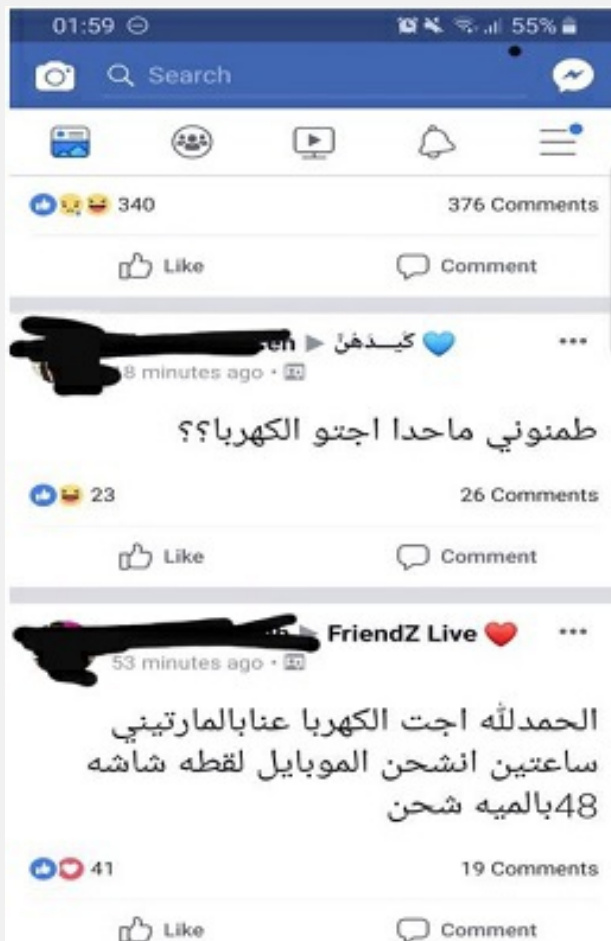 01:59 55%
Search
340 376 Comments
Like Comment
كَيــدَهُنَّ
8 minutes ago
طمنوني ماحدا اجتو الكهربا؟؟
23 26 Comments
Like Comment
FriendZ Live
53 minutes ago
الحمدلله اجت الكهربا عنابالمارتيني
ساعتين انشحن الموبايل لقطه شاشه
48بالميه شحن
41 19 Comments
Like Comment